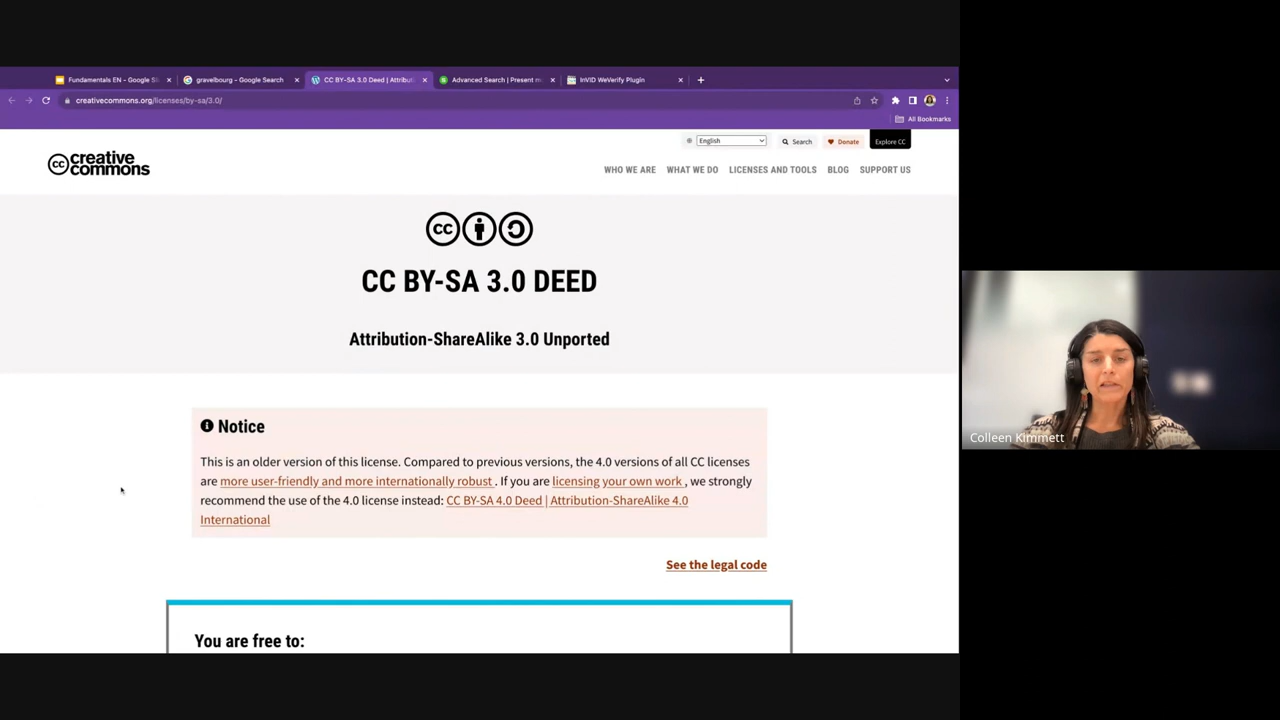 Fundamentals EN - Google Sli
gravelbourg - Google Search
CC BY-SA 3.0 Deed | Attribut
Advanced Search | Present m
InVID WeVerify Plugin
creativecommons.org/licenses/by-sa/3.0/
All Bookmarks
English
Search
Donate
Explore CC
cc creative commons
WHO WE ARE
WHAT WE DO
LICENSES AND TOOLS
BLOG
SUPPORT US
cc
CC BY-SA 3.0 DEED
Attribution-ShareAlike 3.0 Unported
Notice
This is an older version of this license. Compared to previous versions, the 4.0 versions of all CC licenses
are more user-friendly and more internationally robust . If you are licensing your own work , we strongly
recommend the use of the 4.0 license instead: CC BY-SA 4.0 Deed | Attribution-ShareAlike 4.0
International
See the legal code
You are free to:
Colleen Kimmett